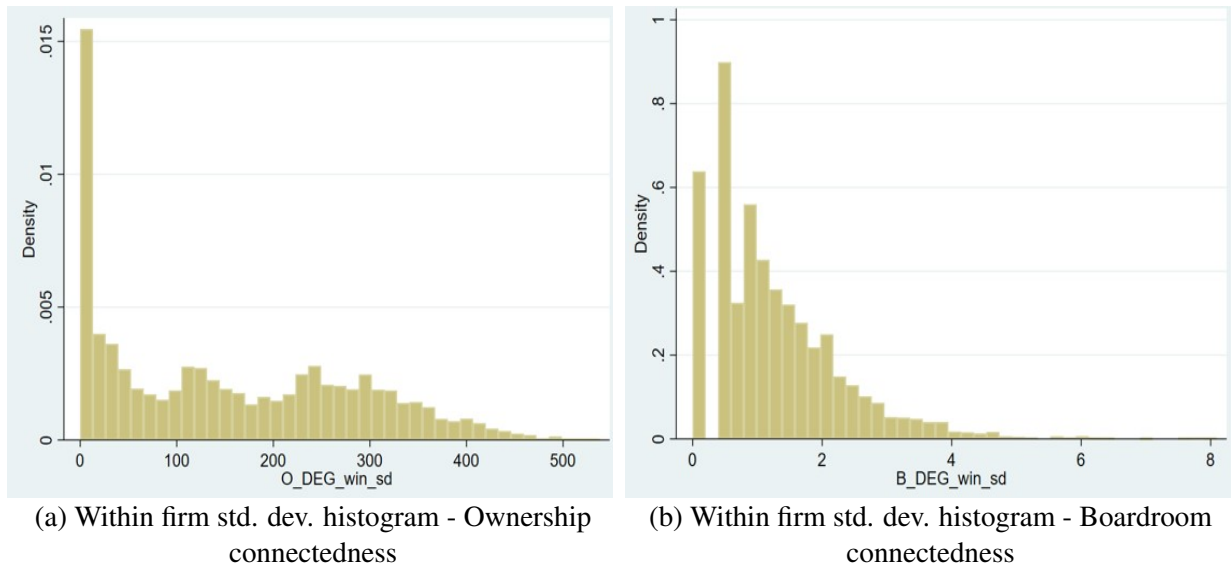 .015
.01
.005
0
Density
0 100 200 300 400 500
O_DEG_win_sd
1
.8
.6
.4
.2
0
Density
0 2 4 6 8
B_DEG_win_sd
(a) Within firm std. dev. histogram - Ownership
connectedness
(b) Within firm std. dev. histogram - Boardroom
connectedness